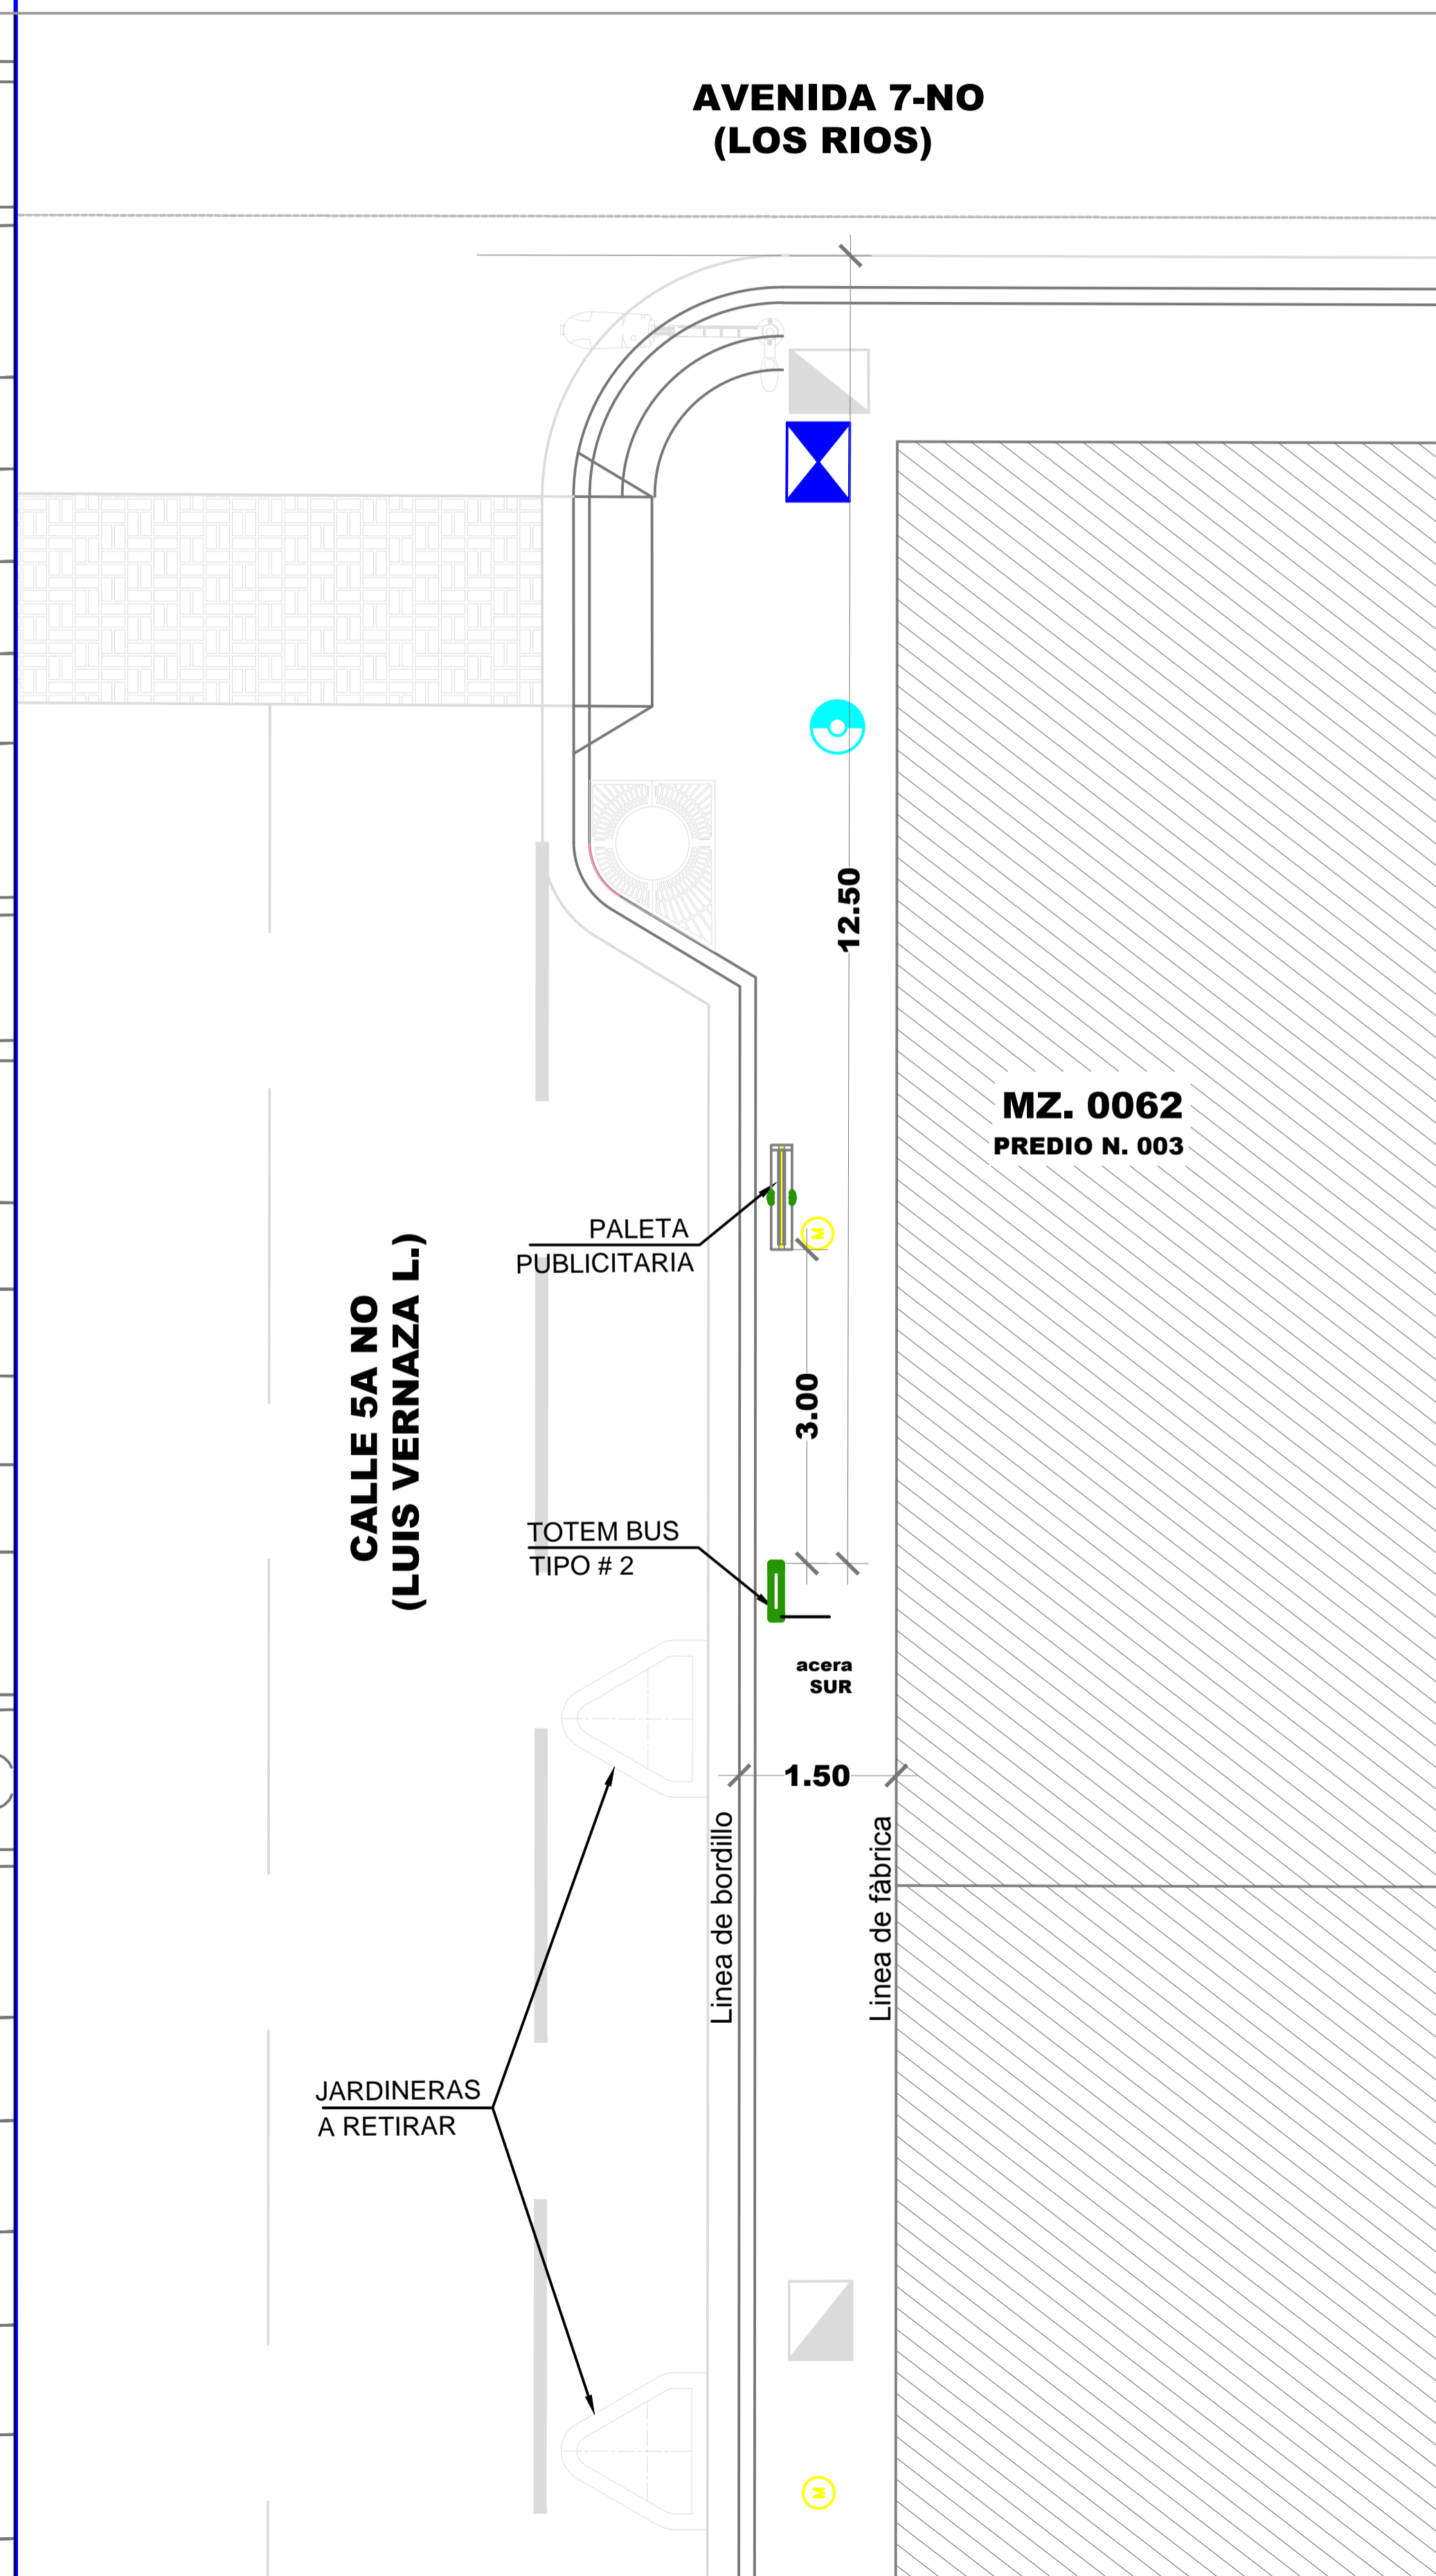 AVENIDA 7-NO
(LOS RIOS)
12.50
MZ. 0062
PREDIO N. 003
PALETA
PUBLICITARIA
M
CALLE 5A NO
(LUIS VERNAZA L.)
3.00
TOTEM BUS
TIPO # 2
acera
SUR
1.50
Linea de bordillo
Linea de fàbrica
JARDINERAS
A RETIRAR
M